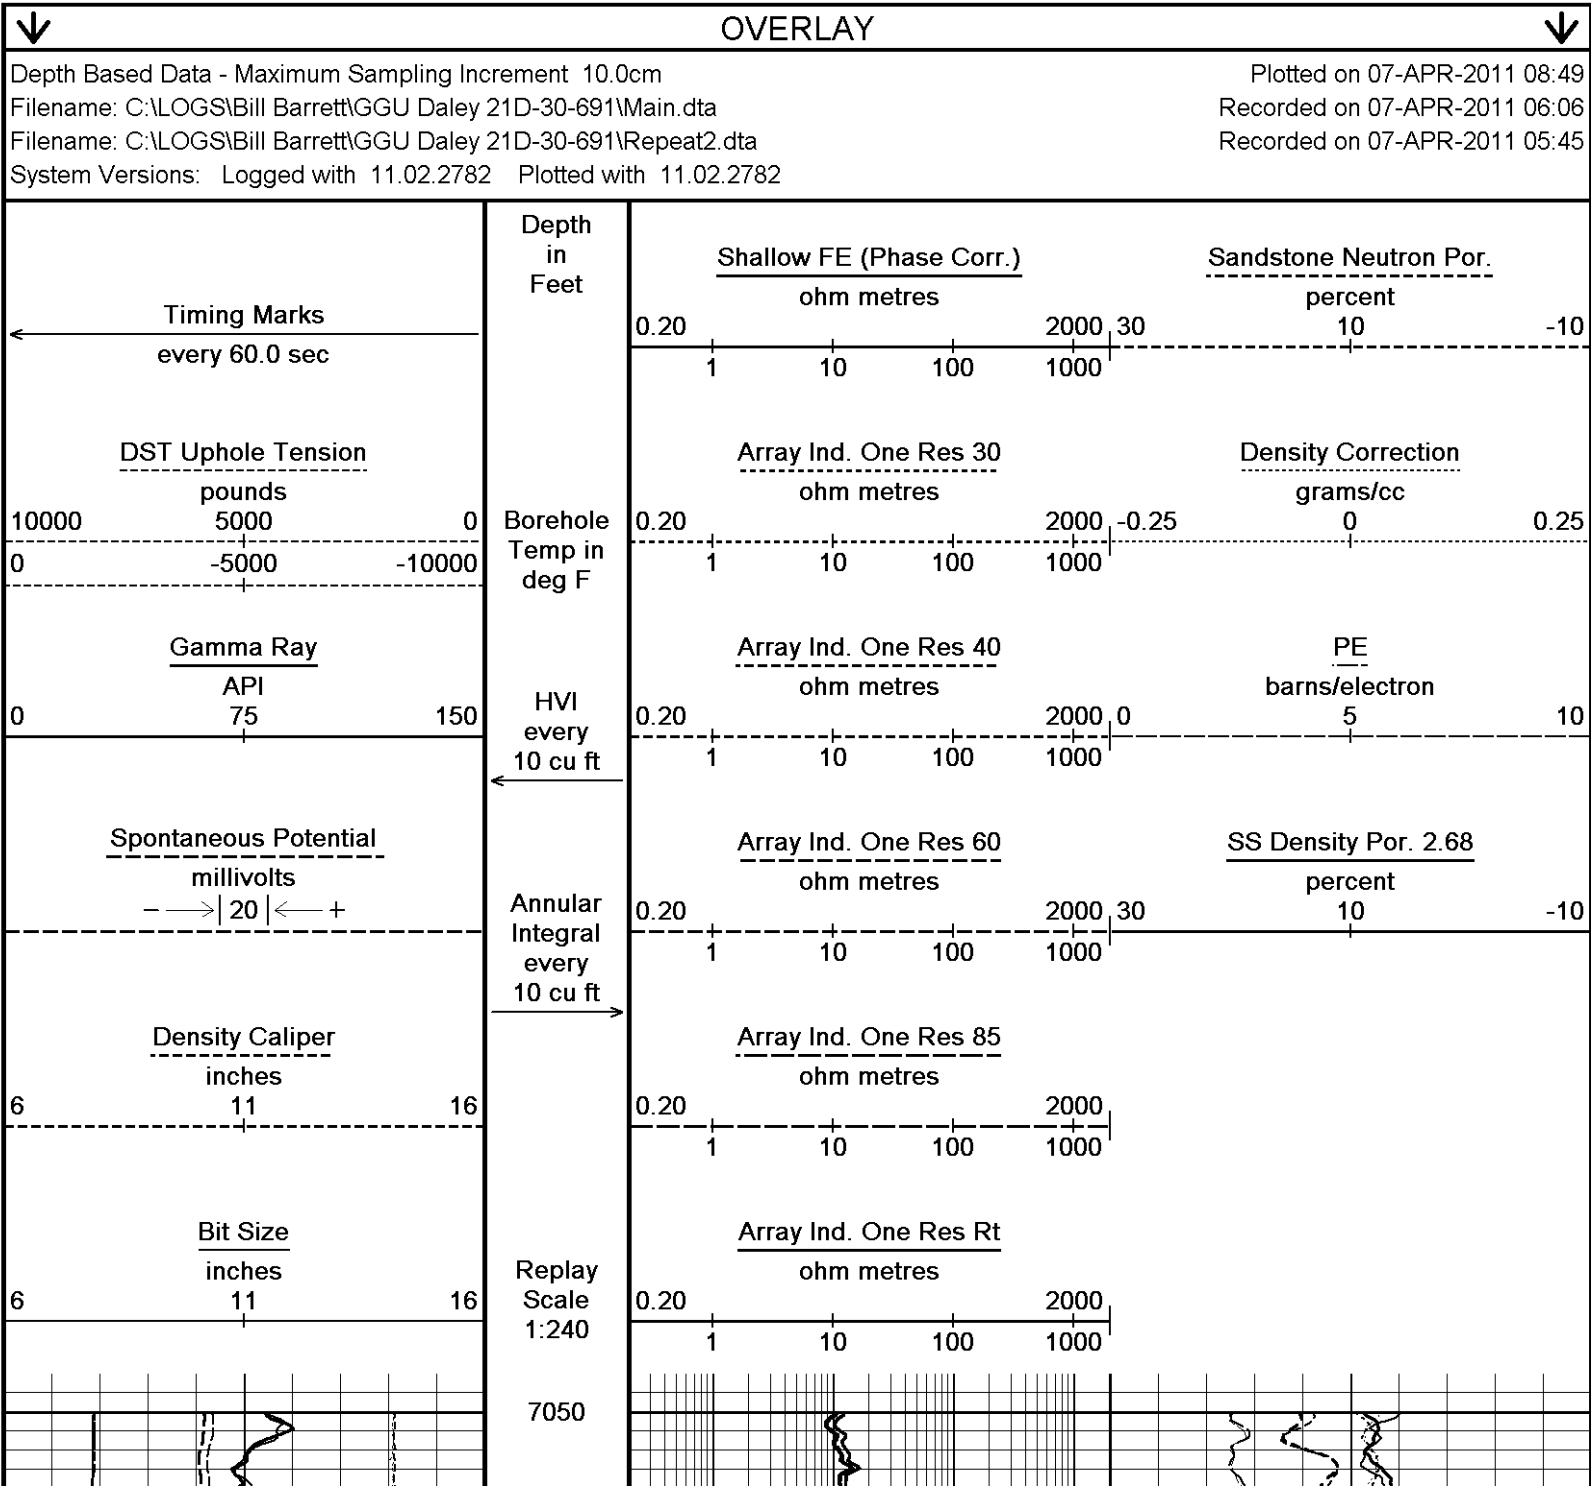 OVERLAY
Depth Based Data - Maximum Sampling Increment 10.0cm
Plotted on 07-APR-2011 08:49
Filename: C:\LOGS\Bill Barrett\GGU Daley 21D-30-691\Main.dta
Recorded on 07-APR-2011 06:06
Filename: C:\LOGS\Bill Barrett\GGU Daley 21D-30-691\Repeat2.dta
Recorded on 07-APR-2011 05:45
System Versions: Logged with 11.02.2782 Plotted with 11.02.2782
Timing Marks
every 60.0 sec
DST Uphole Tension
pounds
10000 5000 0
0 -5000 -10000
Gamma Ray
API
0 75 150
Spontaneous Potential
millivolts
- 20 +
Density Caliper
inches
6 11 16
Bit Size
inches
6 11 16
Depth
in
Feet
Borehole
Temp in
deg F
HVI
every
10 cu ft
Annular
Integral
every
10 cu ft
Replay
Scale
1:240
7050
Shallow FE (Phase Corr.)
ohm metres
0.20 2000
1 10 100 1000
Array Ind. One Res 30
ohm metres
0.20 2000
1 10 100 1000
Array Ind. One Res 40
ohm metres
0.20 2000
1 10 100 1000
Array Ind. One Res 60
ohm metres
0.20 2000
1 10 100 1000
Array Ind. One Res 85
ohm metres
0.20 2000
1 10 100 1000
Array Ind. One Res Rt
ohm metres
0.20 2000
1 10 100 1000
Sandstone Neutron Por.
percent
30 10 -10
Density Correction
grams/cc
-0.25 0 0.25
PE
barns/electron
0 5 10
SS Density Por. 2.68
percent
30 10 -10